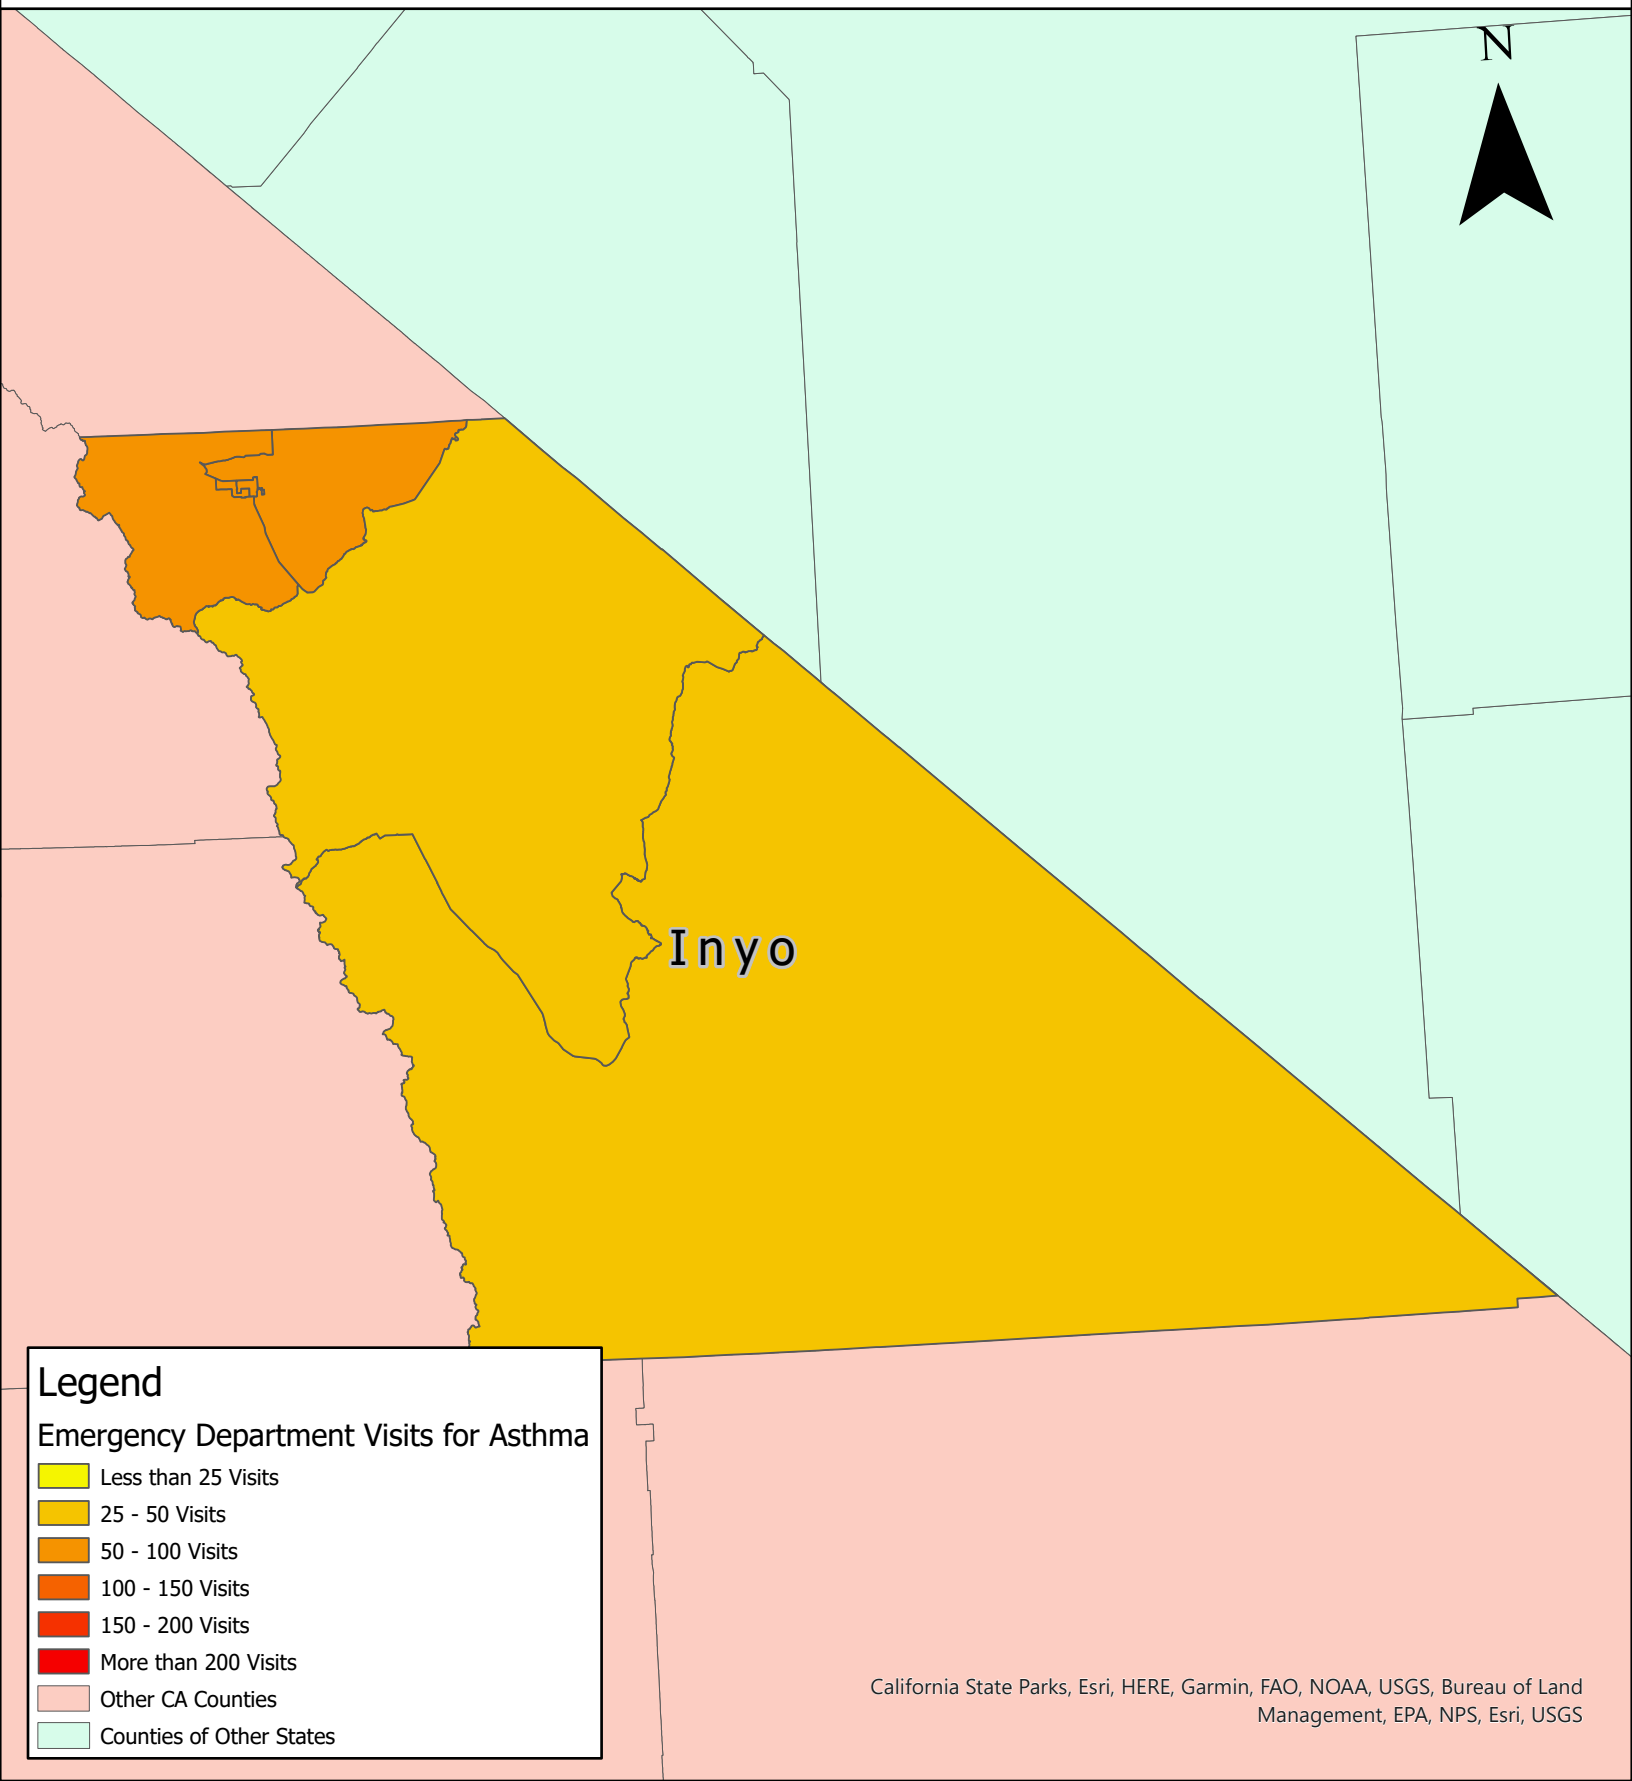 N
Inyo
Legend
Emergency Department Visits for Asthma
Less than 25 Visits
25 - 50 Visits
50 - 100 Visits
100 - 150 Visits
150 - 200 Visits
More than 200 Visits
Other CA Counties
Counties of Other States
California State Parks, Esri, HERE, Garmin, FAO, NOAA, USGS, Bureau of Land
Management, EPA, NPS, Esri, USGS